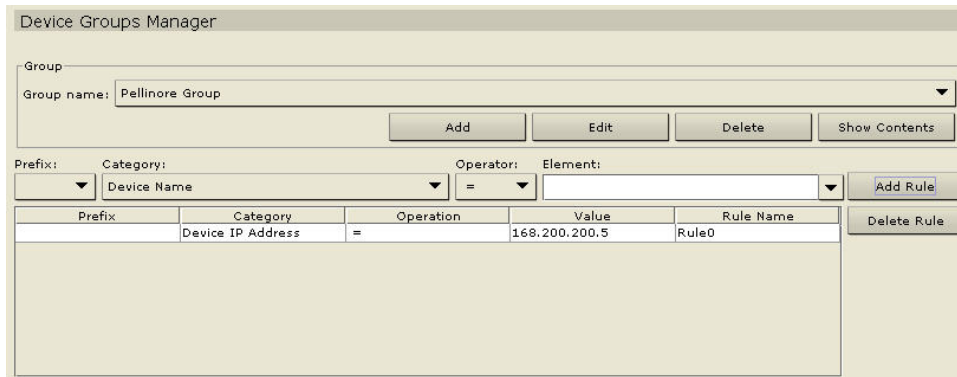 Device Groups Manager
Group
Group name: Pellinore Group
Add Edit Delete Show Contents
Prefix: Category: Operator: Element:
Device Name = Add Rule
Prefix Category Operation Value Rule Name Delete Rule
Device IP Address = 168.200.200.5 Rule0